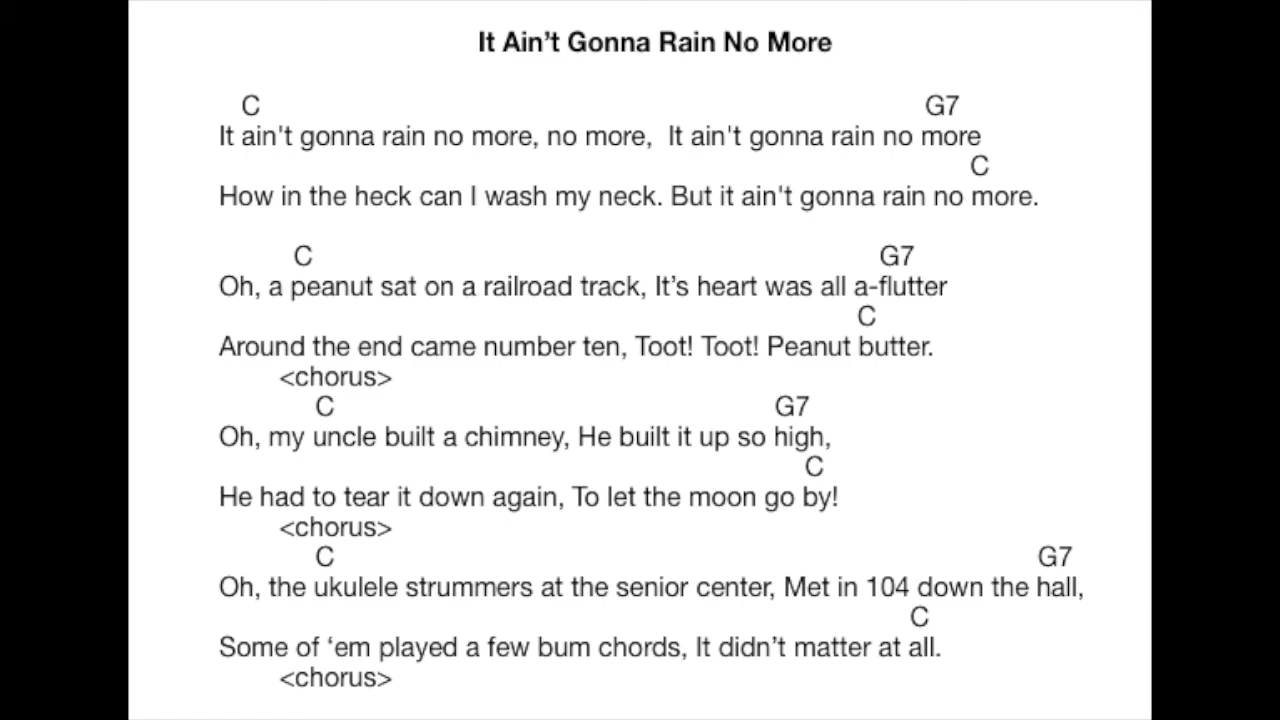 It Ain’t Gonna Rain No More
C G7
It ain't gonna rain no more, no more, It ain't gonna rain no more
C
How in the heck can I wash my neck. But it ain't gonna rain no more.
C G7
Oh, a peanut sat on a railroad track, It’s heart was all a-flutter
C
Around the end came number ten, Toot! Toot! Peanut butter.
<chorus>
C G7
Oh, my uncle built a chimney, He built it up so high,
C
He had to tear it down again, To let the moon go by!
<chorus>
C G7
Oh, the ukulele strummers at the senior center, Met in 104 down the hall,
C
Some of ‘em played a few bum chords, It didn’t matter at all.
<chorus>